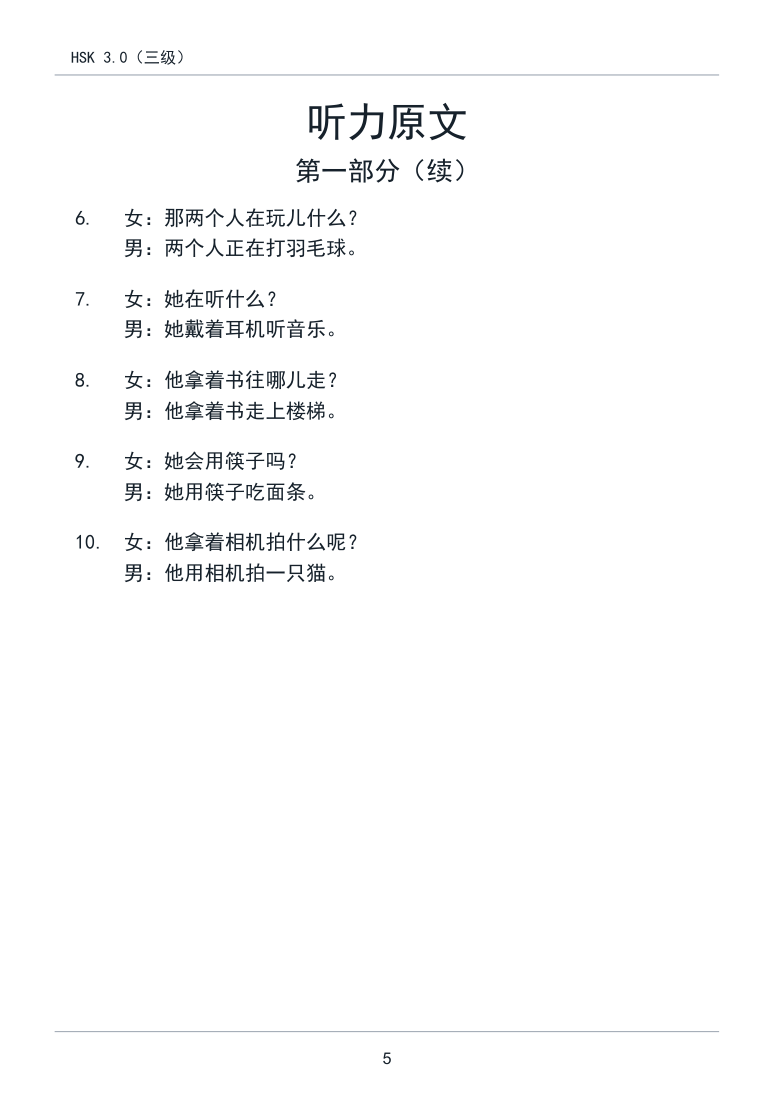 HSK 3.0（三级）
听力原文
第一部分（续）
6. 女：那两个人在玩儿什么？
男：两个人正在打羽毛球。
7. 女：她在听什么？
男：她戴着耳机听音乐。
8. 女：他拿着书往哪儿走？
男：他拿着书走上楼梯。
9. 女：她会用筷子吗？
男：她用筷子吃面条。
10. 女：他拿着相机拍什么呢？
男：他用相机拍一只猫。
5